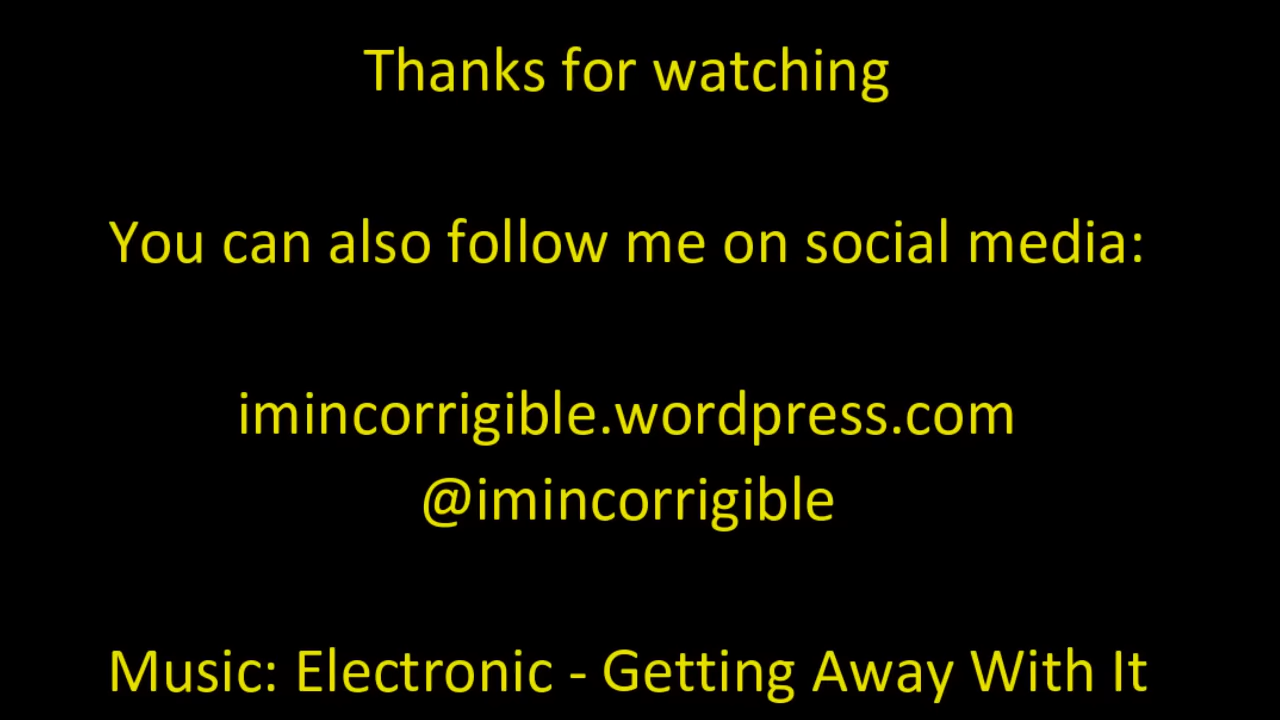 Thanks for watching
You can also follow me on social media:
imincorrigible.wordpress.com
@imincorrigible
Music: Electronic - Getting Away With It